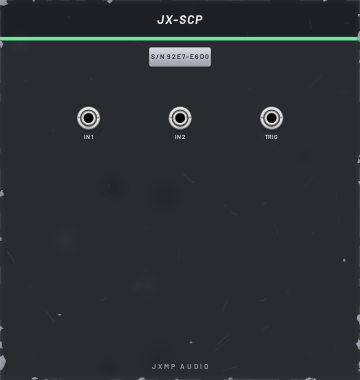 JX-SCP
S/N 92E7-E6D0
IN1
IN2
TRIG
JXMP AUDIO